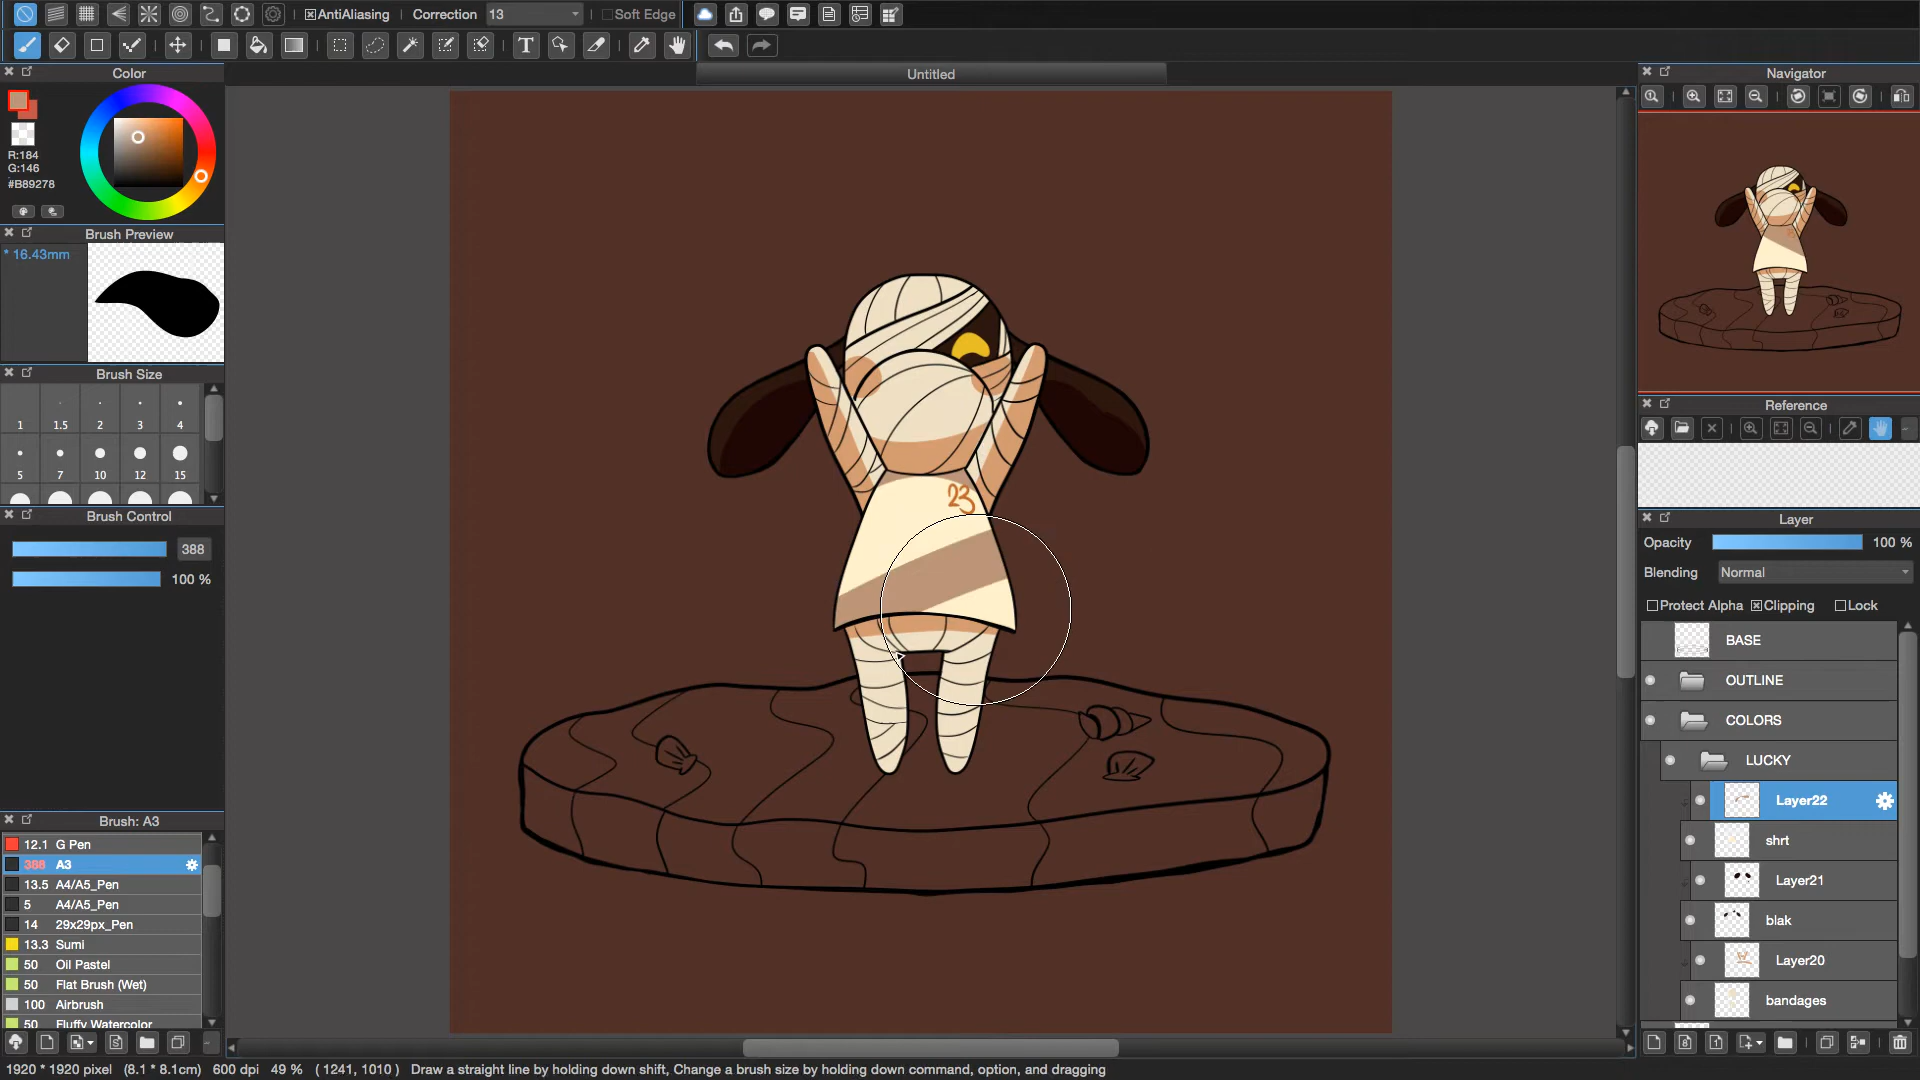 AntiAliasing Correction 13 Soft Edge
Untitled
Color
R:184
G:146
#B89278
Brush Preview
* 16.43mm
Brush Size
1 1.5 2 3 4
5 7 10 12 15
Brush Control
388
100 %
Brush: A3
12.1 G Pen
388 A3
13.5 A4/A5_Pen
5 A4/A5_Pen
14 29x29px_Pen
13.3 Sumi
50 Oil Pastel
50 Flat Brush (Wet)
100 Airbrush
50 Fluffy Watercolor
23
Navigator
Reference
Layer
Opacity 100 %
Blending Normal
Protect Alpha Clipping Lock
BASE
OUTLINE
COLORS
LUCKY
Layer22
shrt
Layer21
blak
Layer20
bandages
1920 * 1920 pixel (8.1 * 8.1cm) 600 dpi 49 % ( 1241, 1010 ) Draw a straight line by holding down shift, Change a brush size by holding down command, option, and dragging